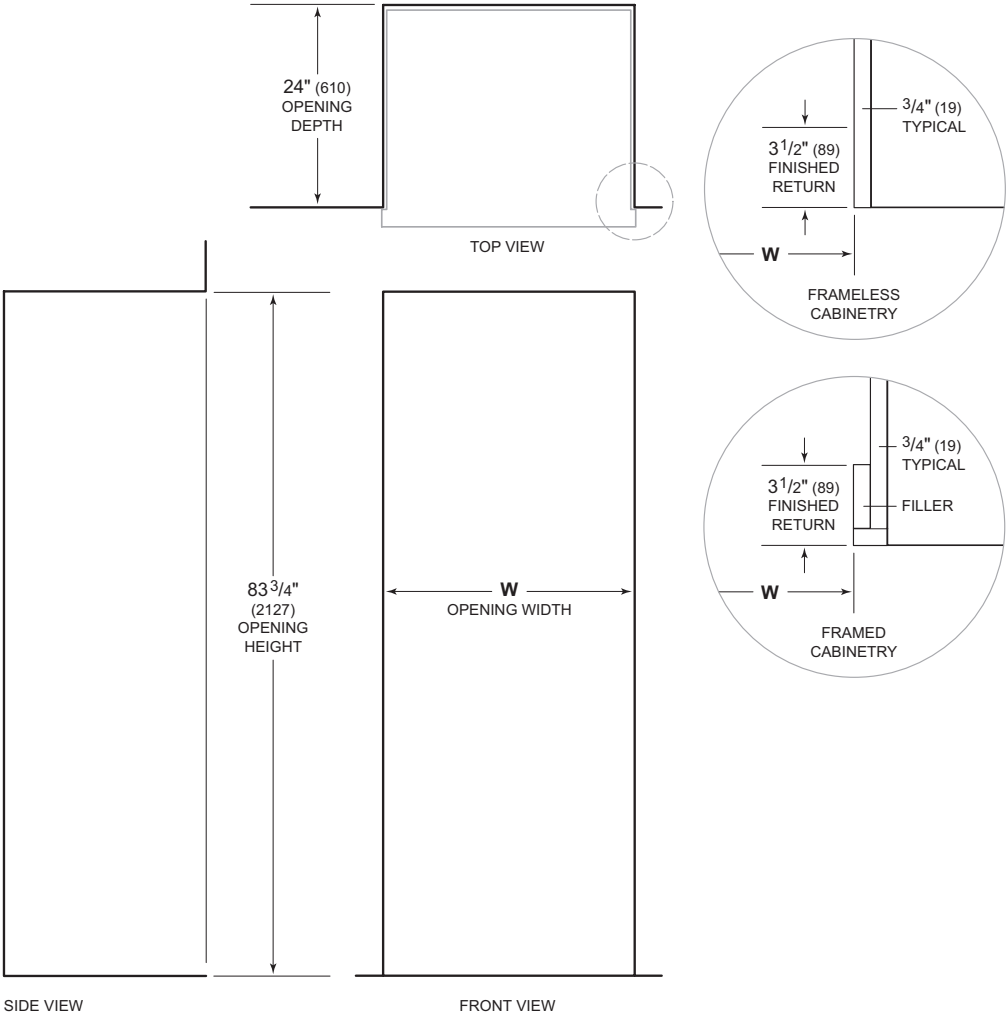 24" (610)
OPENING
DEPTH
TOP VIEW
3/4" (19)
TYPICAL
3 1/2" (89)
FINISHED
RETURN
W
FRAMELESS
CABINETRY
3/4" (19)
TYPICAL
3 1/2" (89)
FINISHED
RETURN
FILLER
W
FRAMED
CABINETRY
83 3/4"
(2127)
OPENING
HEIGHT
W
OPENING WIDTH
SIDE VIEW
FRONT VIEW